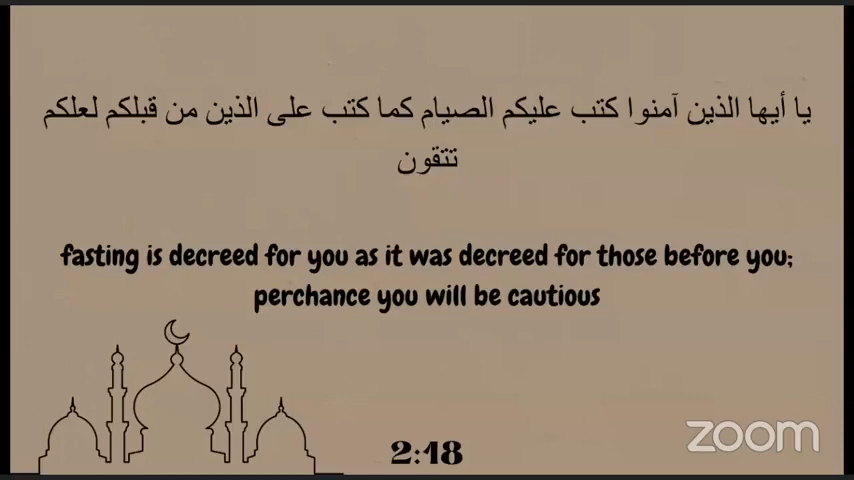 يا أيها الذين آمنوا كتب عليكم الصيام كما كتب على الذين من قبلكم لعلكم
تتقون
fasting is decreed for you as it was decreed for those before you;
perchance you will be cautious
2:18
zoom